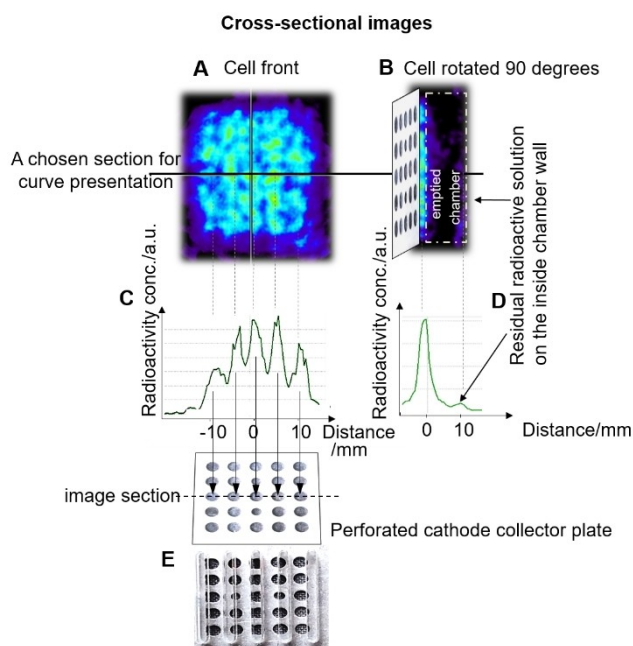 Cross-sectional images
A Cell front
B Cell rotated 90 degrees
A chosen section for
curve presentation
emptied
chamber
Residual radioactive solution
on the inside chamber wall
C
Radioactivity conc./a.u.
-10 0 10 Distance
/mm
D
Radioactivity conc./a.u.
0 10 Distance/mm
image section
Perforated cathode collector plate
E